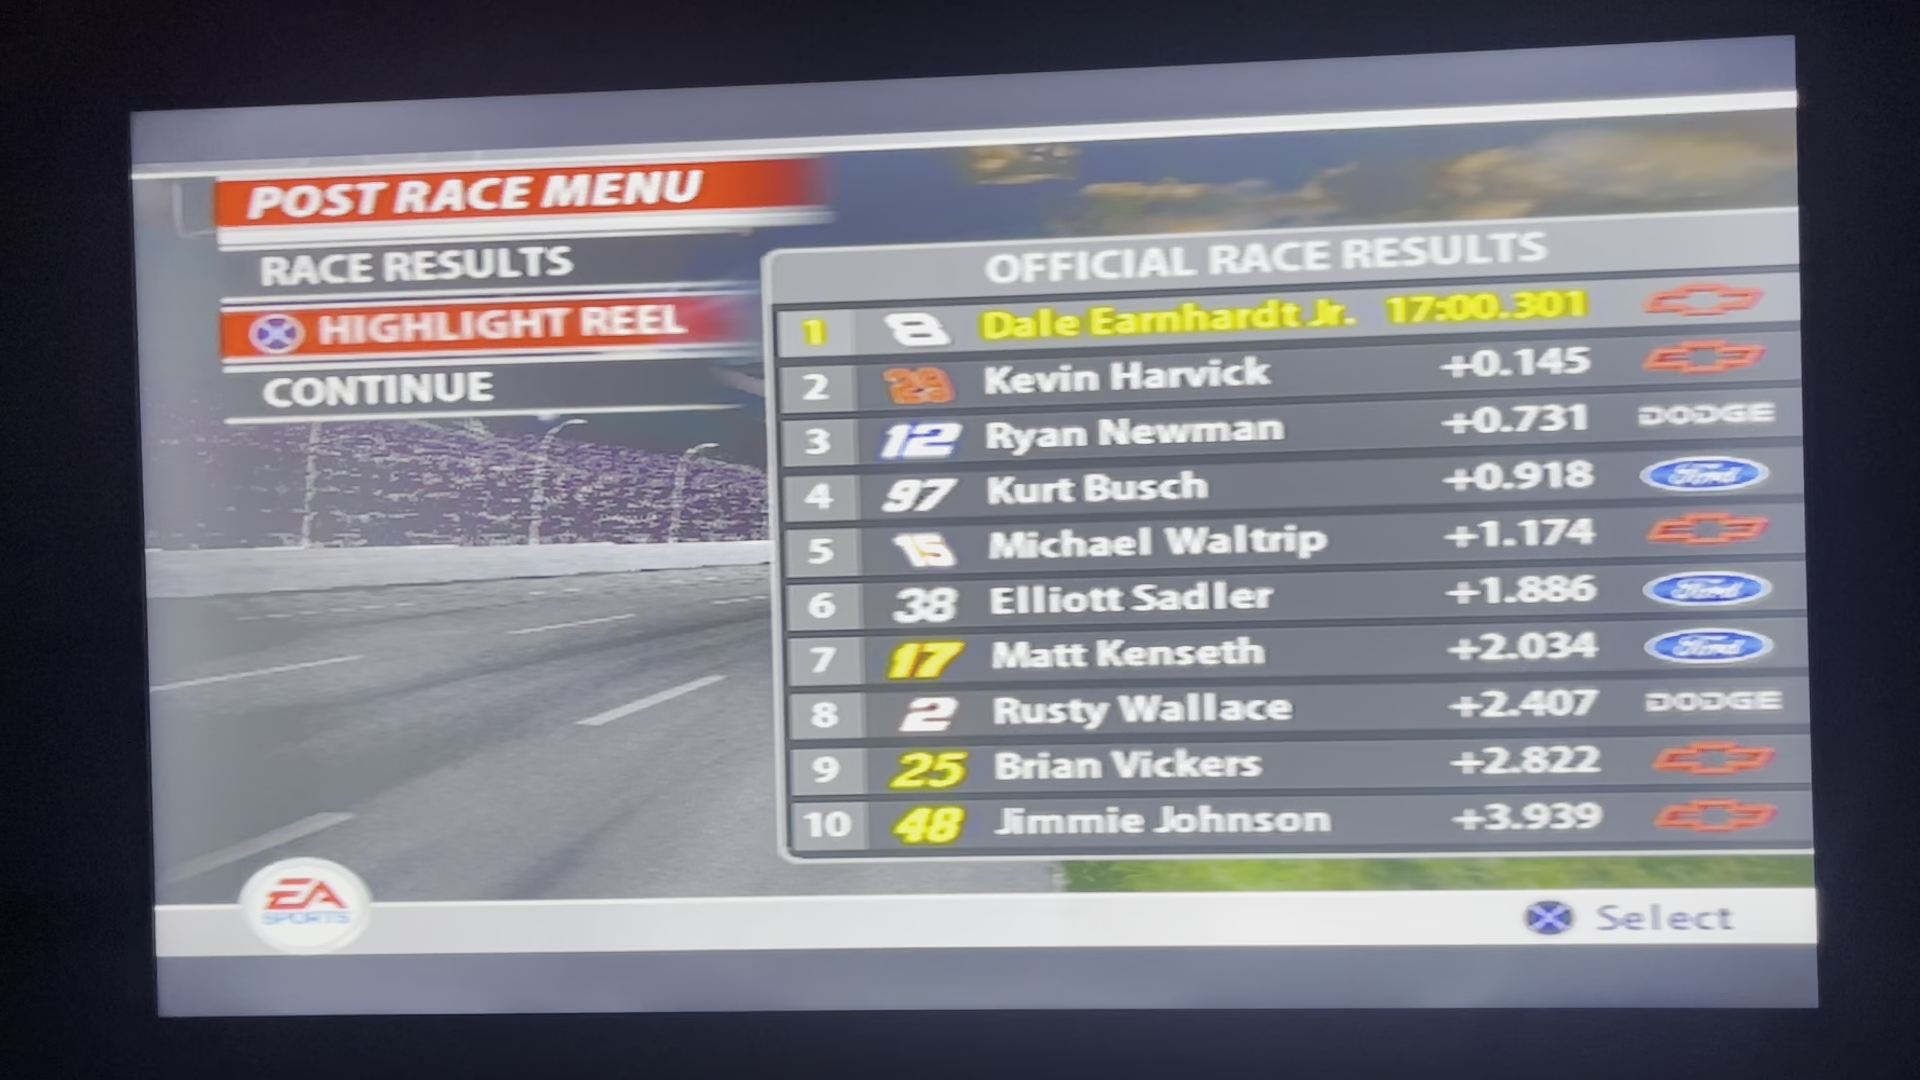 POST RACE MENU
RACE RESULTS
HIGHLIGHT REEL
CONTINUE
OFFICIAL RACE RESULTS
1 8 Dale Earnhardt Jr. 17:00.301
2 29 Kevin Harvick +0.145
3 12 Ryan Newman +0.731 DODGE
4 97 Kurt Busch +0.918 Ford
5 15 Michael Waltrip +1.174
6 38 Elliott Sadler +1.886 Ford
7 17 Matt Kenseth +2.034 Ford
8 2 Rusty Wallace +2.407 DODGE
9 25 Brian Vickers +2.822
10 48 Jimmie Johnson +3.939
EA SPORTS
Select